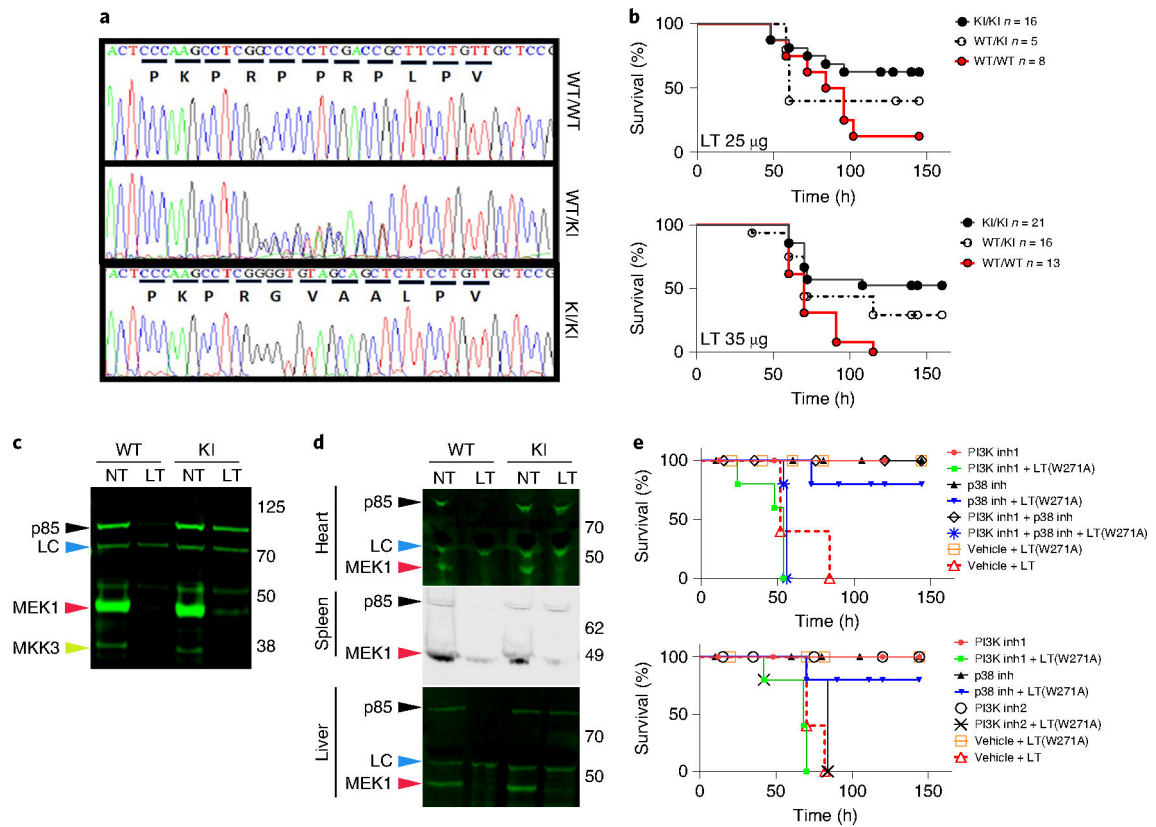 a
ACTCCCAAGCCTCGGCCCCCTCGACCGCTTCCTGTTGCTCCG
P K P R P P R P L P V
WT/WT
WT/KI
ACTCCCAAGCCTCGGGGTGTAGCAGCTCTTCCTGTTGCTCCG
P K P R G V A A L P V
KI/KI
b
Survival (%)
100
50
0
LT 25 µg
0 50 100 150
Time (h)
KI/KI n = 16
WT/KI n = 5
WT/WT n = 8
Survival (%)
100
50
0
LT 35 µg
0 50 100 150
Time (h)
KI/KI n = 21
WT/KI n = 16
WT/WT n = 13
c
WT KI
NT LT NT LT
p85
LC
MEK1
MKK3
125
70
50
38
d
WT KI
NT LT NT LT
Heart
p85
LC
MEK1
70
50
Spleen
p85
MEK1
62
49
Liver
p85
LC
MEK1
70
50
e
Survival (%)
100
50
0
0 50 100 150
Time (h)
PI3K inh1
PI3K inh1 + LT(W271A)
p38 inh
p38 inh + LT(W271A)
PI3K inh1 + p38 inh
PI3K inh1 + p38 inh + LT(W271A)
Vehicle + LT(W271A)
Vehicle + LT
Survival (%)
100
50
0
0 50 100 150
Time (h)
PI3K inh1
PI3K inh1 + LT(W271A)
p38 inh
p38 inh + LT(W271A)
PI3K inh2
PI3K inh2 + LT(W271A)
Vehicle + LT(W271A)
Vehicle + LT